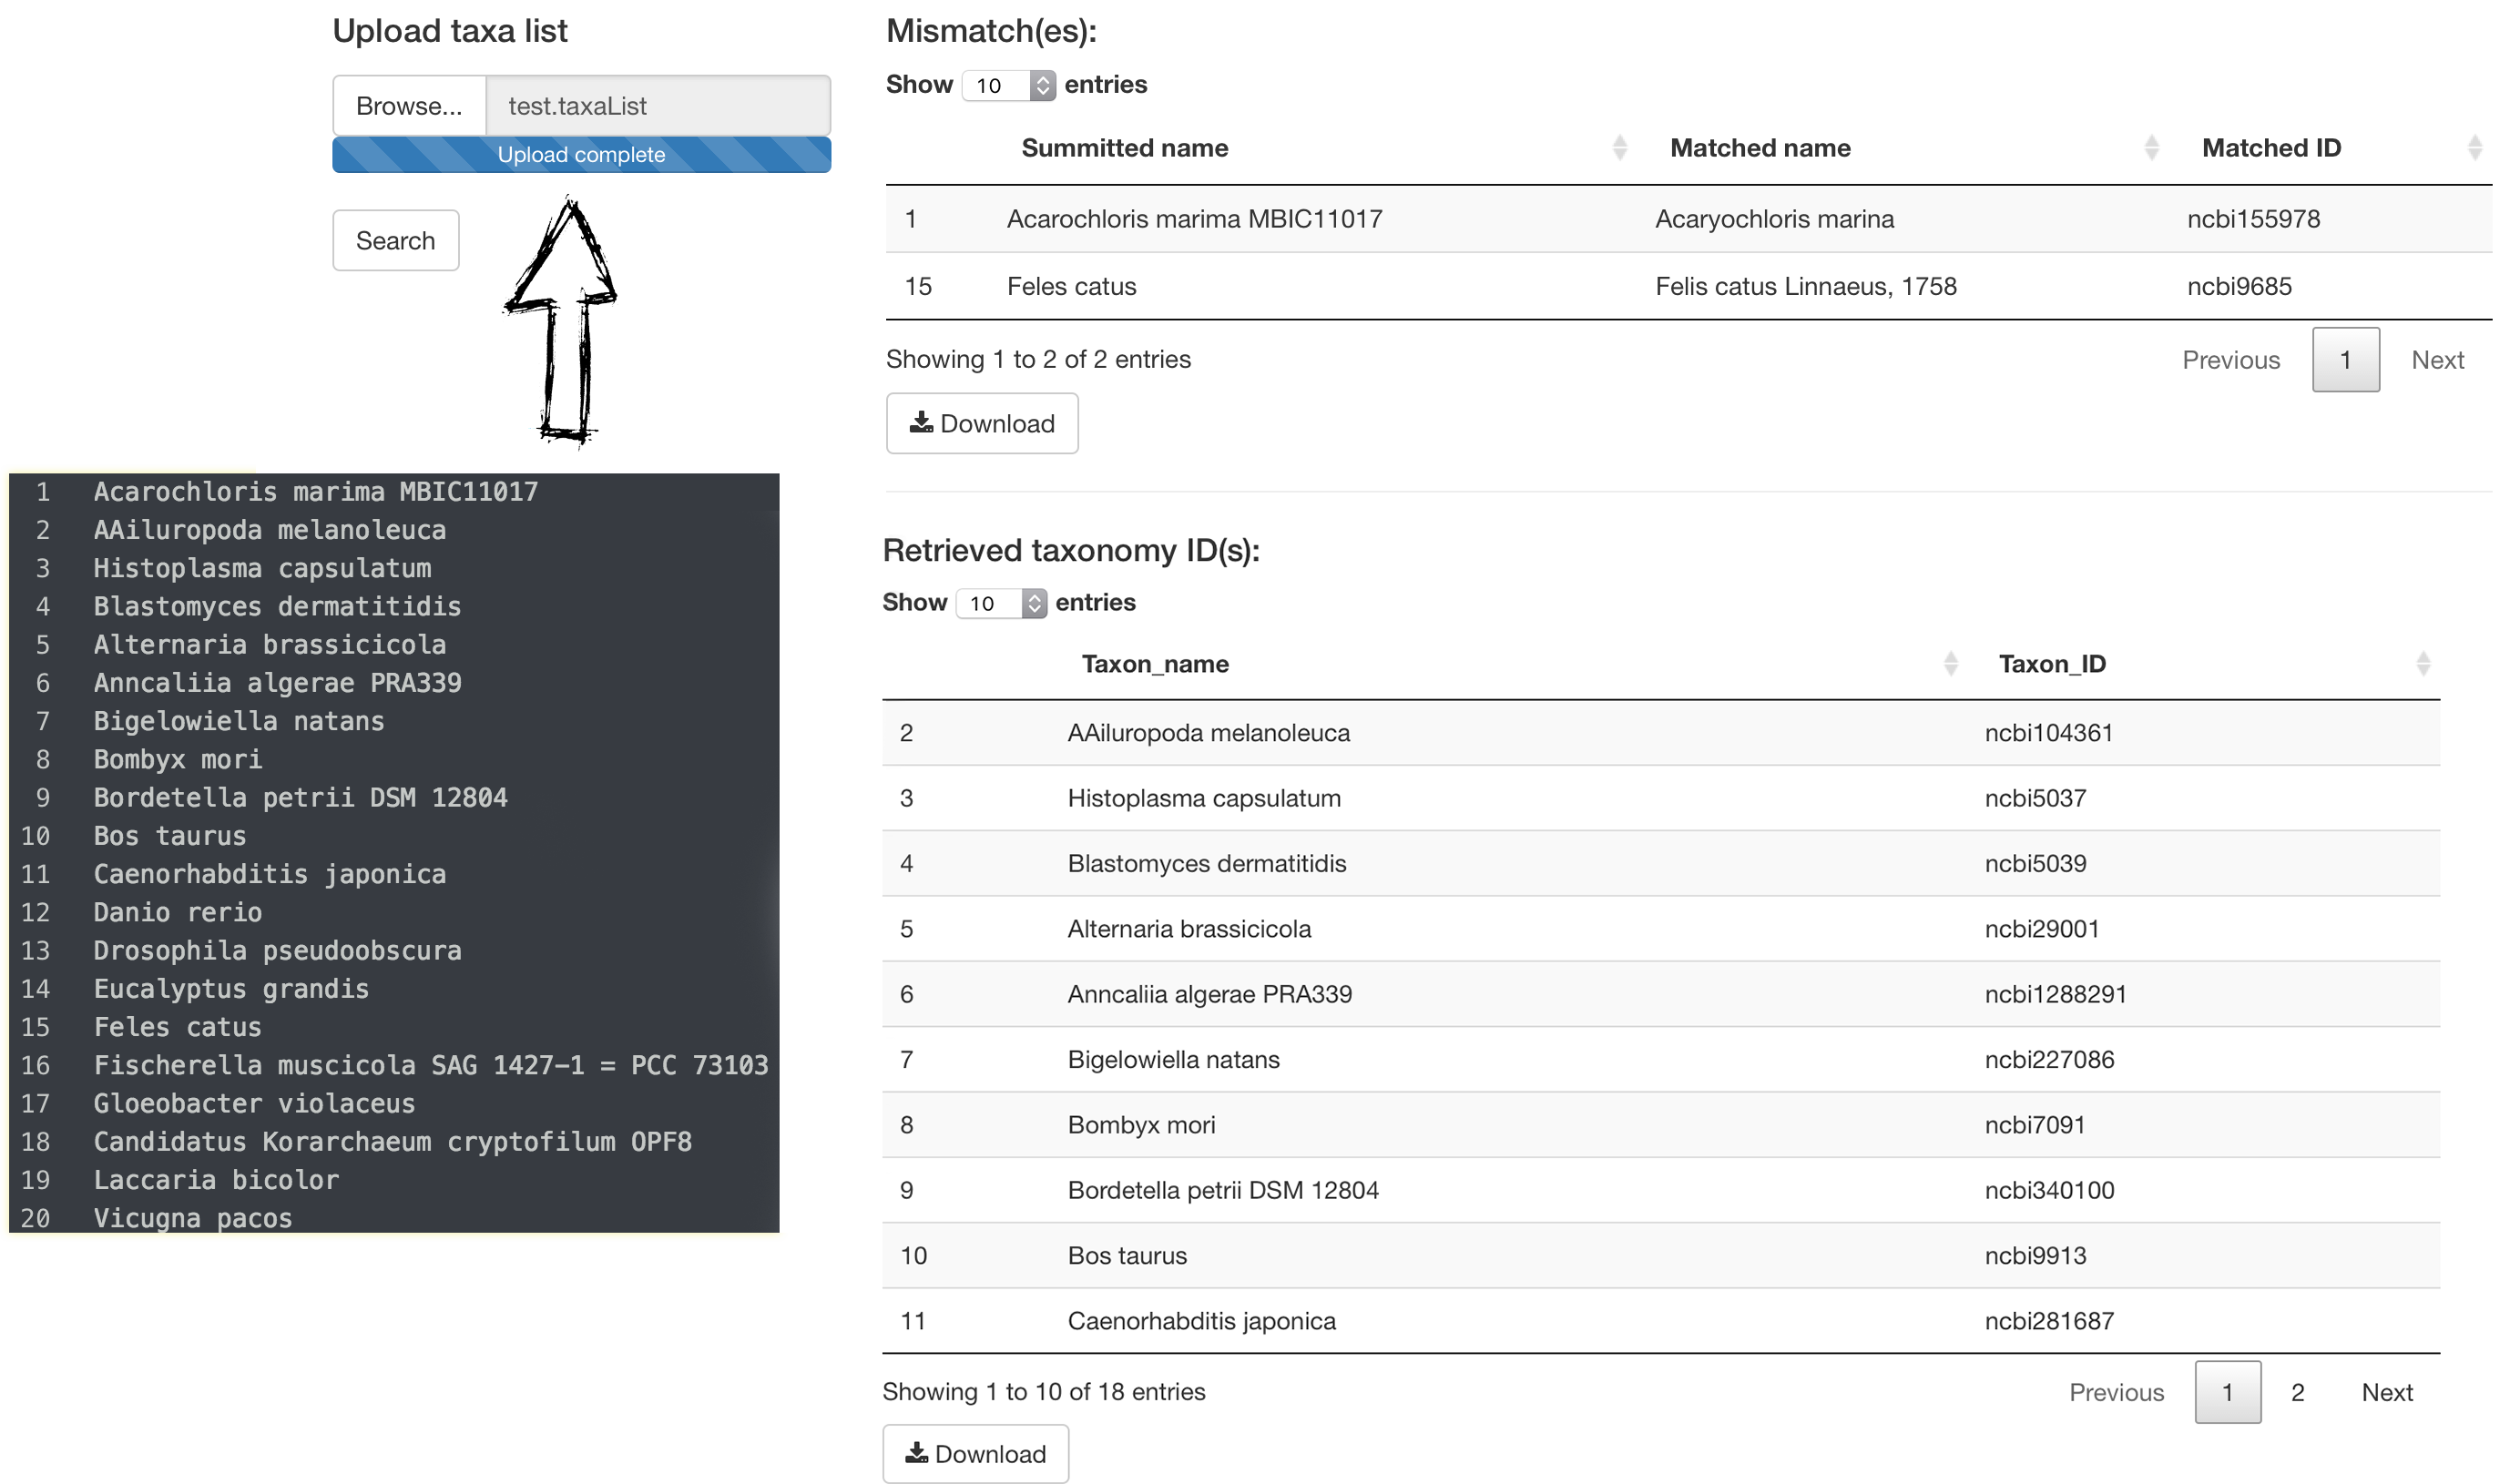 Upload taxa list
Browse... test.taxaList
Upload complete
Search
1 Acarochloris marima MBIC11017
2 AAiluropoda melanoleuca
3 Histoplasma capsulatum
4 Blastomyces dermatitidis
5 Alternaria brassicicola
6 Anncaliia algerae PRA339
7 Bigelowiella natans
8 Bombyx mori
9 Bordetella petrii DSM 12804
10 Bos taurus
11 Caenorhabditis japonica
12 Danio rerio
13 Drosophila pseudoobscura
14 Eucalyptus grandis
15 Feles catus
16 Fischerella muscicola SAG 1427-1 = PCC 73103
17 Gloeobacter violaceus
18 Candidatus Korarchaeum cryptofilum OPF8
19 Laccaria bicolor
20 Vicugna pacos
Mismatch(es):
Show 10 entries
Summitted name Matched name Matched ID
1 Acarochloris marima MBIC11017 Acaryochloris marina ncbi155978
15 Feles catus Felis catus Linnaeus, 1758 ncbi9685
Showing 1 to 2 of 2 entries Previous 1 Next
Download
Retrieved taxonomy ID(s):
Show 10 entries
Taxon_name Taxon_ID
2 AAiluropoda melanoleuca ncbi104361
3 Histoplasma capsulatum ncbi5037
4 Blastomyces dermatitidis ncbi5039
5 Alternaria brassicicola ncbi29001
6 Anncaliia algerae PRA339 ncbi1288291
7 Bigelowiella natans ncbi227086
8 Bombyx mori ncbi7091
9 Bordetella petrii DSM 12804 ncbi340100
10 Bos taurus ncbi9913
11 Caenorhabditis japonica ncbi281687
Showing 1 to 10 of 18 entries Previous 1 2 Next
Download